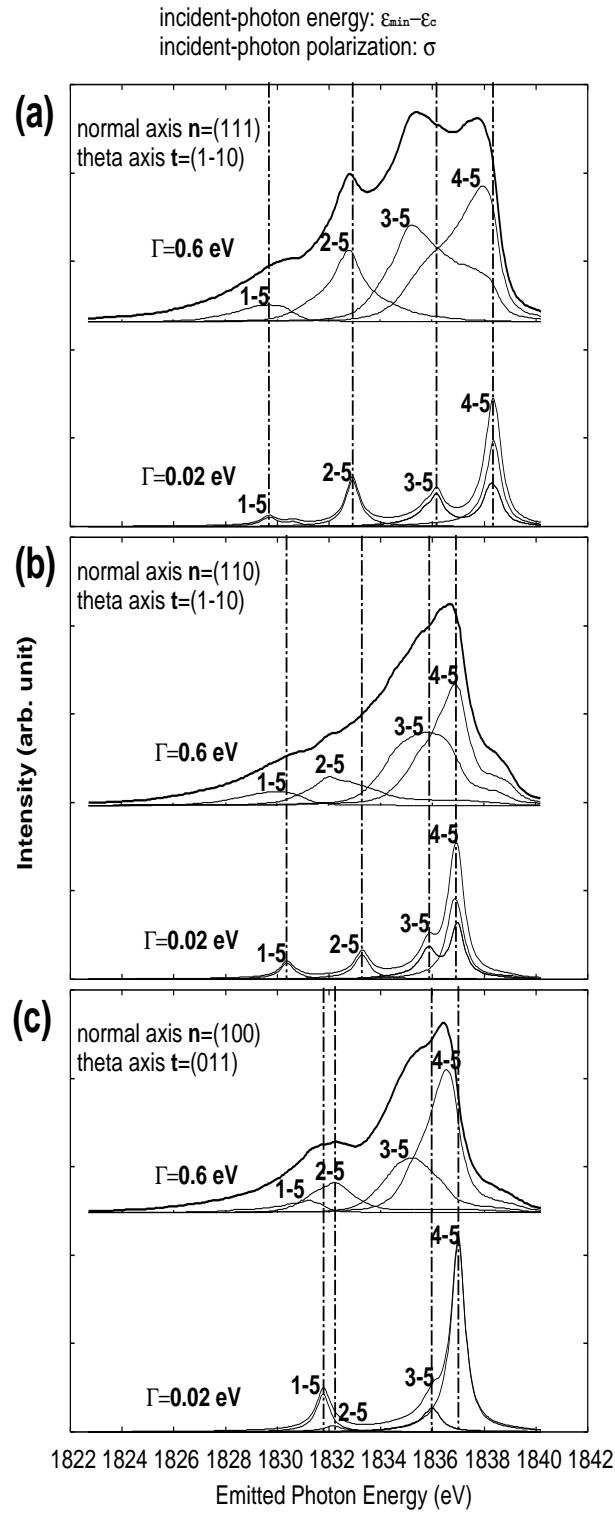 incident-photon energy: εmin−εc
incident-photon polarization: σ
(a)
normal axis n=(111)
theta axis t=(1-10)
4-5
3-5
2-5
Γ=0.6 eV
1-5
4-5
2-5
3-5
Γ=0.02 eV
1-5
(b)
normal axis n=(110)
theta axis t=(1-10)
4-5
3-5
Γ=0.6 eV
2-5
1-5
4-5
3-5
Γ=0.02 eV
1-5
2-5
(c)
normal axis n=(100)
theta axis t=(011)
4-5
3-5
Γ=0.6 eV
2-5
1-5
4-5
3-5
1-5
Γ=0.02 eV
2-5
Intensity (arb. unit)
1822 1824 1826 1828 1830 1832 1834 1836 1838 1840 1842
Emitted Photon Energy (eV)